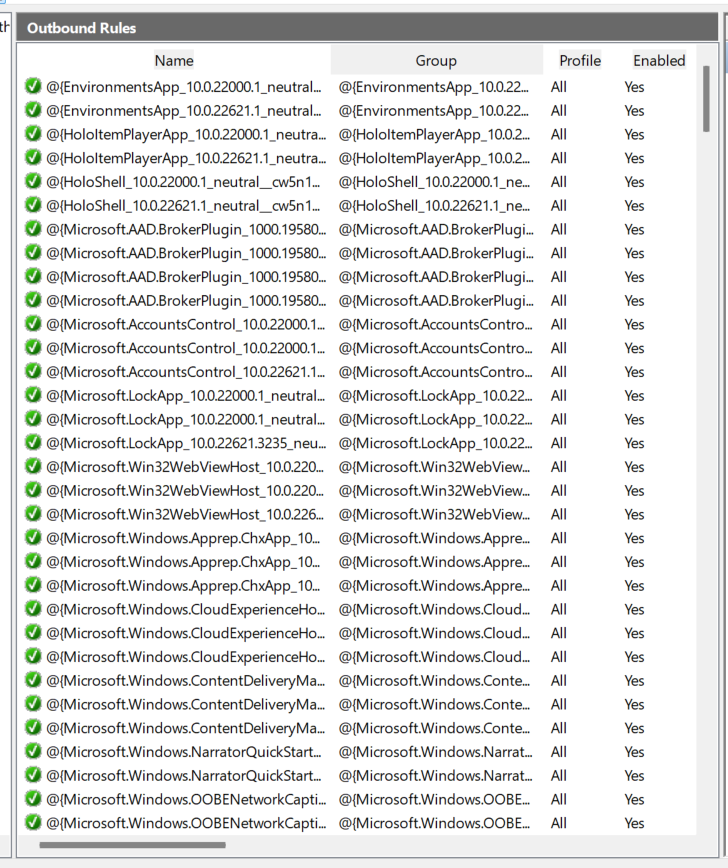 th
Outbound Rules
Name Group Profile Enabled
@{EnvironmentsApp_10.0.22000.1_neutral... @{EnvironmentsApp_10.0.22... All Yes
@{EnvironmentsApp_10.0.22621.1_neutral... @{EnvironmentsApp_10.0.22... All Yes
@{HoloItemPlayerApp_10.0.22000.1_neutra... @{HoloItemPlayerApp_10.0.2... All Yes
@{HoloItemPlayerApp_10.0.22621.1_neutra... @{HoloItemPlayerApp_10.0.2... All Yes
@{HoloShell_10.0.22000.1_neutral__cw5n1... @{HoloShell_10.0.22000.1_ne... All Yes
@{HoloShell_10.0.22621.1_neutral__cw5n1... @{HoloShell_10.0.22621.1_ne... All Yes
@{Microsoft.AAD.BrokerPlugin_1000.19580... @{Microsoft.AAD.BrokerPlugi... All Yes
@{Microsoft.AAD.BrokerPlugin_1000.19580... @{Microsoft.AAD.BrokerPlugi... All Yes
@{Microsoft.AAD.BrokerPlugin_1000.19580... @{Microsoft.AAD.BrokerPlugi... All Yes
@{Microsoft.AAD.BrokerPlugin_1000.19580... @{Microsoft.AAD.BrokerPlugi... All Yes
@{Microsoft.AccountsControl_10.0.22000.1... @{Microsoft.AccountsContro... All Yes
@{Microsoft.AccountsControl_10.0.22000.1... @{Microsoft.AccountsContro... All Yes
@{Microsoft.AccountsControl_10.0.22621.1... @{Microsoft.AccountsContro... All Yes
@{Microsoft.LockApp_10.0.22000.1_neutral... @{Microsoft.LockApp_10.0.22... All Yes
@{Microsoft.LockApp_10.0.22000.1_neutral... @{Microsoft.LockApp_10.0.22... All Yes
@{Microsoft.LockApp_10.0.22621.3235_neu... @{Microsoft.LockApp_10.0.22... All Yes
@{Microsoft.Win32WebViewHost_10.0.220... @{Microsoft.Win32WebView... All Yes
@{Microsoft.Win32WebViewHost_10.0.220... @{Microsoft.Win32WebView... All Yes
@{Microsoft.Win32WebViewHost_10.0.226... @{Microsoft.Win32WebView... All Yes
@{Microsoft.Windows.Apprep.ChxApp_10... @{Microsoft.Windows.Appre... All Yes
@{Microsoft.Windows.Apprep.ChxApp_10... @{Microsoft.Windows.Appre... All Yes
@{Microsoft.Windows.Apprep.ChxApp_10... @{Microsoft.Windows.Appre... All Yes
@{Microsoft.Windows.CloudExperienceHo... @{Microsoft.Windows.Cloud... All Yes
@{Microsoft.Windows.CloudExperienceHo... @{Microsoft.Windows.Cloud... All Yes
@{Microsoft.Windows.CloudExperienceHo... @{Microsoft.Windows.Cloud... All Yes
@{Microsoft.Windows.ContentDeliveryMa... @{Microsoft.Windows.Conte... All Yes
@{Microsoft.Windows.ContentDeliveryMa... @{Microsoft.Windows.Conte... All Yes
@{Microsoft.Windows.ContentDeliveryMa... @{Microsoft.Windows.Conte... All Yes
@{Microsoft.Windows.NarratorQuickStart... @{Microsoft.Windows.Narrat... All Yes
@{Microsoft.Windows.NarratorQuickStart... @{Microsoft.Windows.Narrat... All Yes
@{Microsoft.Windows.OOBENetworkCapti... @{Microsoft.Windows.OOBE... All Yes
@{Microsoft.Windows.OOBENetworkCapti... @{Microsoft.Windows.OOBE... All Yes